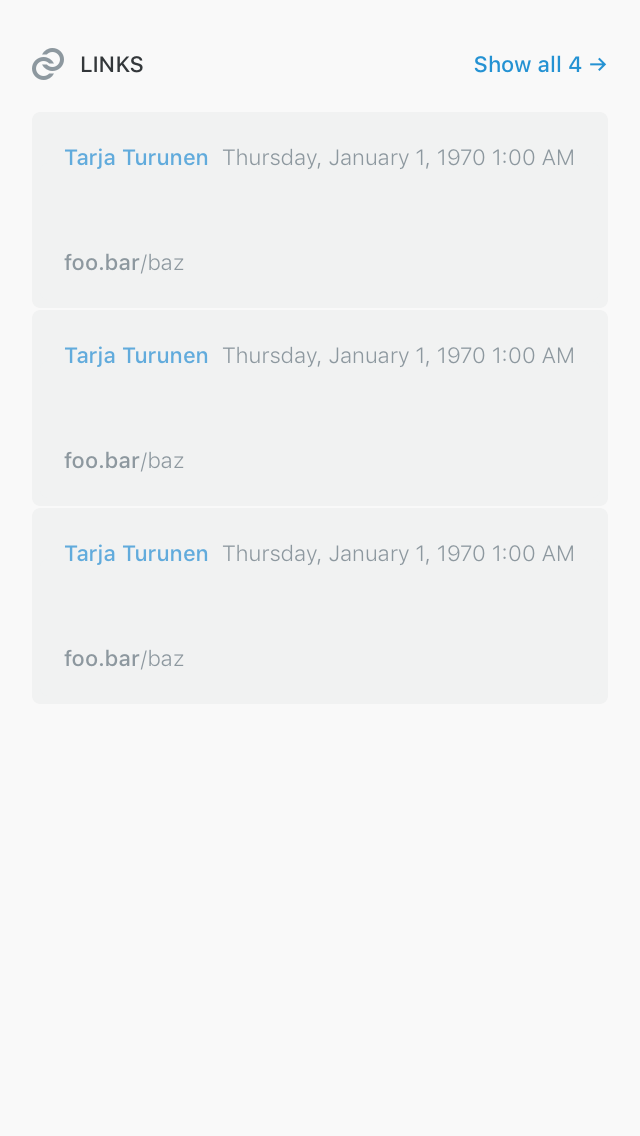 LINKS Show all 4 →
Tarja Turunen Thursday, January 1, 1970 1:00 AM
foo.bar/baz
Tarja Turunen Thursday, January 1, 1970 1:00 AM
foo.bar/baz
Tarja Turunen Thursday, January 1, 1970 1:00 AM
foo.bar/baz